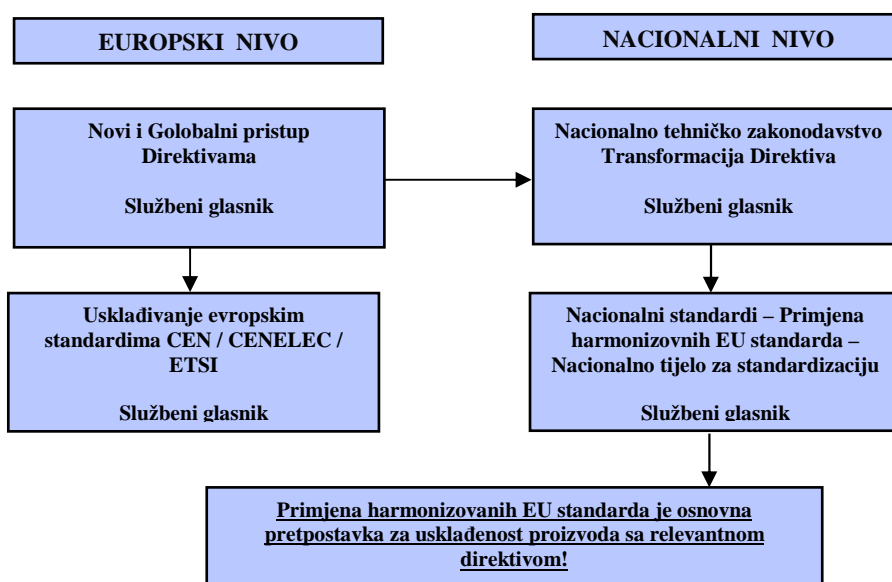 EUROPSKI NIVO
NACIONALNI NIVO
Novi i Golobalni pristup
Direktivama
Službeni glasnik
Nacionalno tehničko zakonodavstvo
Transformacija Direktiva
Službeni glasnik
Usklađivanje evropskim
standardima CEN / CENELEC /
ETSI
Službeni glasnik
Nacionalni standardi – Primjena
harmonizovnih EU standarda –
Nacionalno tijelo za standardizaciju
Službeni glasnik
Primjena harmonizovanih EU standarda je osnovna
pretpostavka za usklađenost proizvoda sa relevantnom
direktivom!